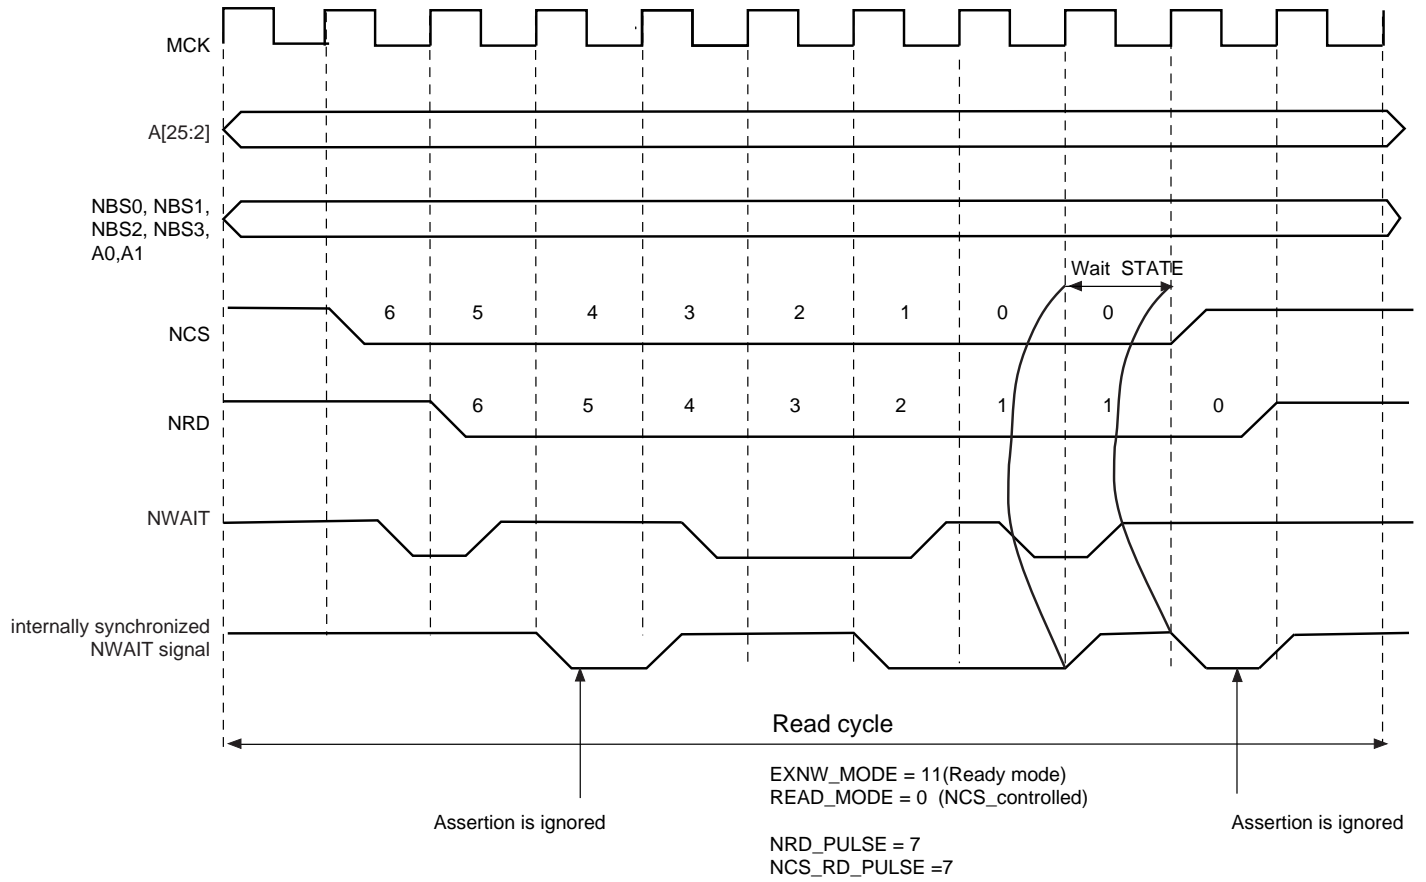 MCK
A[25:2]
NBS0, NBS1,
NBS2, NBS3,
A0,A1
Wait STATE
NCS
6 5 4 3 2 1 0 0
NRD
6 5 4 3 2 1 1 0
NWAIT
internally synchronized
NWAIT signal
Read cycle
EXNW_MODE = 11(Ready mode)
READ_MODE = 0 (NCS_controlled)
Assertion is ignored
Assertion is ignored
NRD_PULSE = 7
NCS_RD_PULSE =7